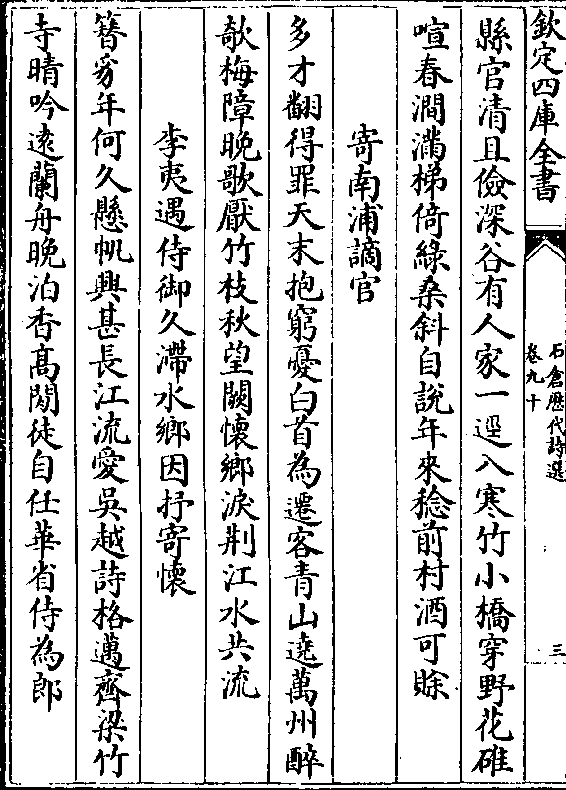 欽定四庫全書
石倉歷代詩選
卷九十
三
縣官清且儉深谷有人家一逕入寒竹小橋穿野花碓
喧春澗滿梯倚綠桑斜自說年來稔前村酒可賖
寄南浦謫官
多才翻得罪天末抱窮憂白首為遷客青山遶萬州醉
欹梅障晚歌厭竹枝秋望闕懷鄉淚荆江水共流
李夷遇侍御久滯水鄉因抒寄懷
簪豸年何久懸帆興甚長江流愛吳越詩格邁齊梁竹
寺晴吟遠蘭舟晚泊香髙閒徒自任華省侍為郎